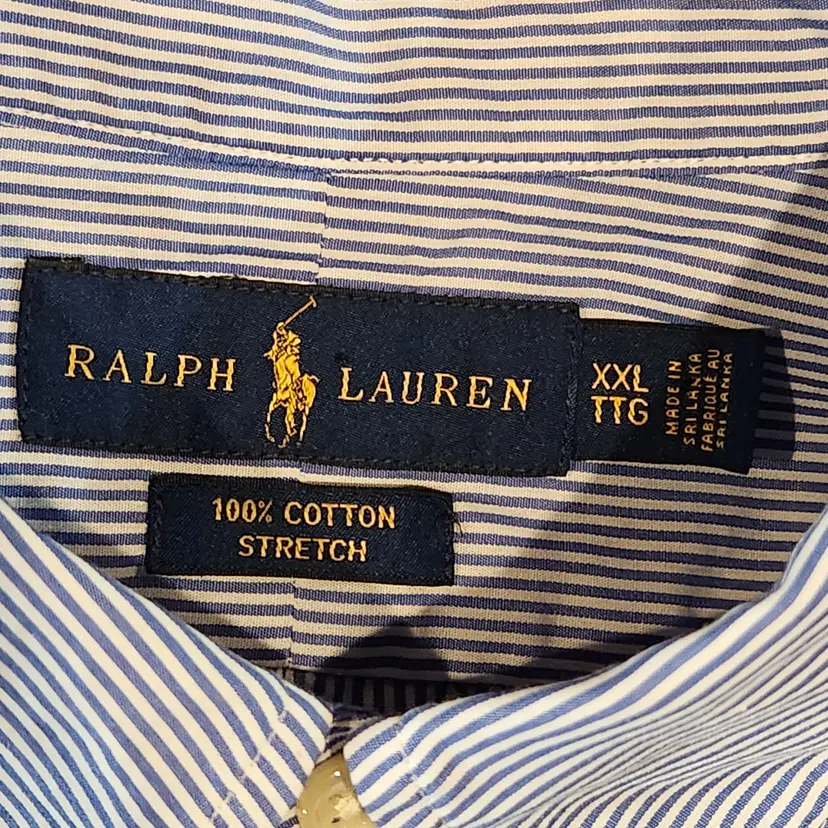 RALPH LAUREN
XXL
TTG
MADE IN
SRI LANKA
FABRIQUÉ AU
SRI LANKA
100% COTTON
STRETCH